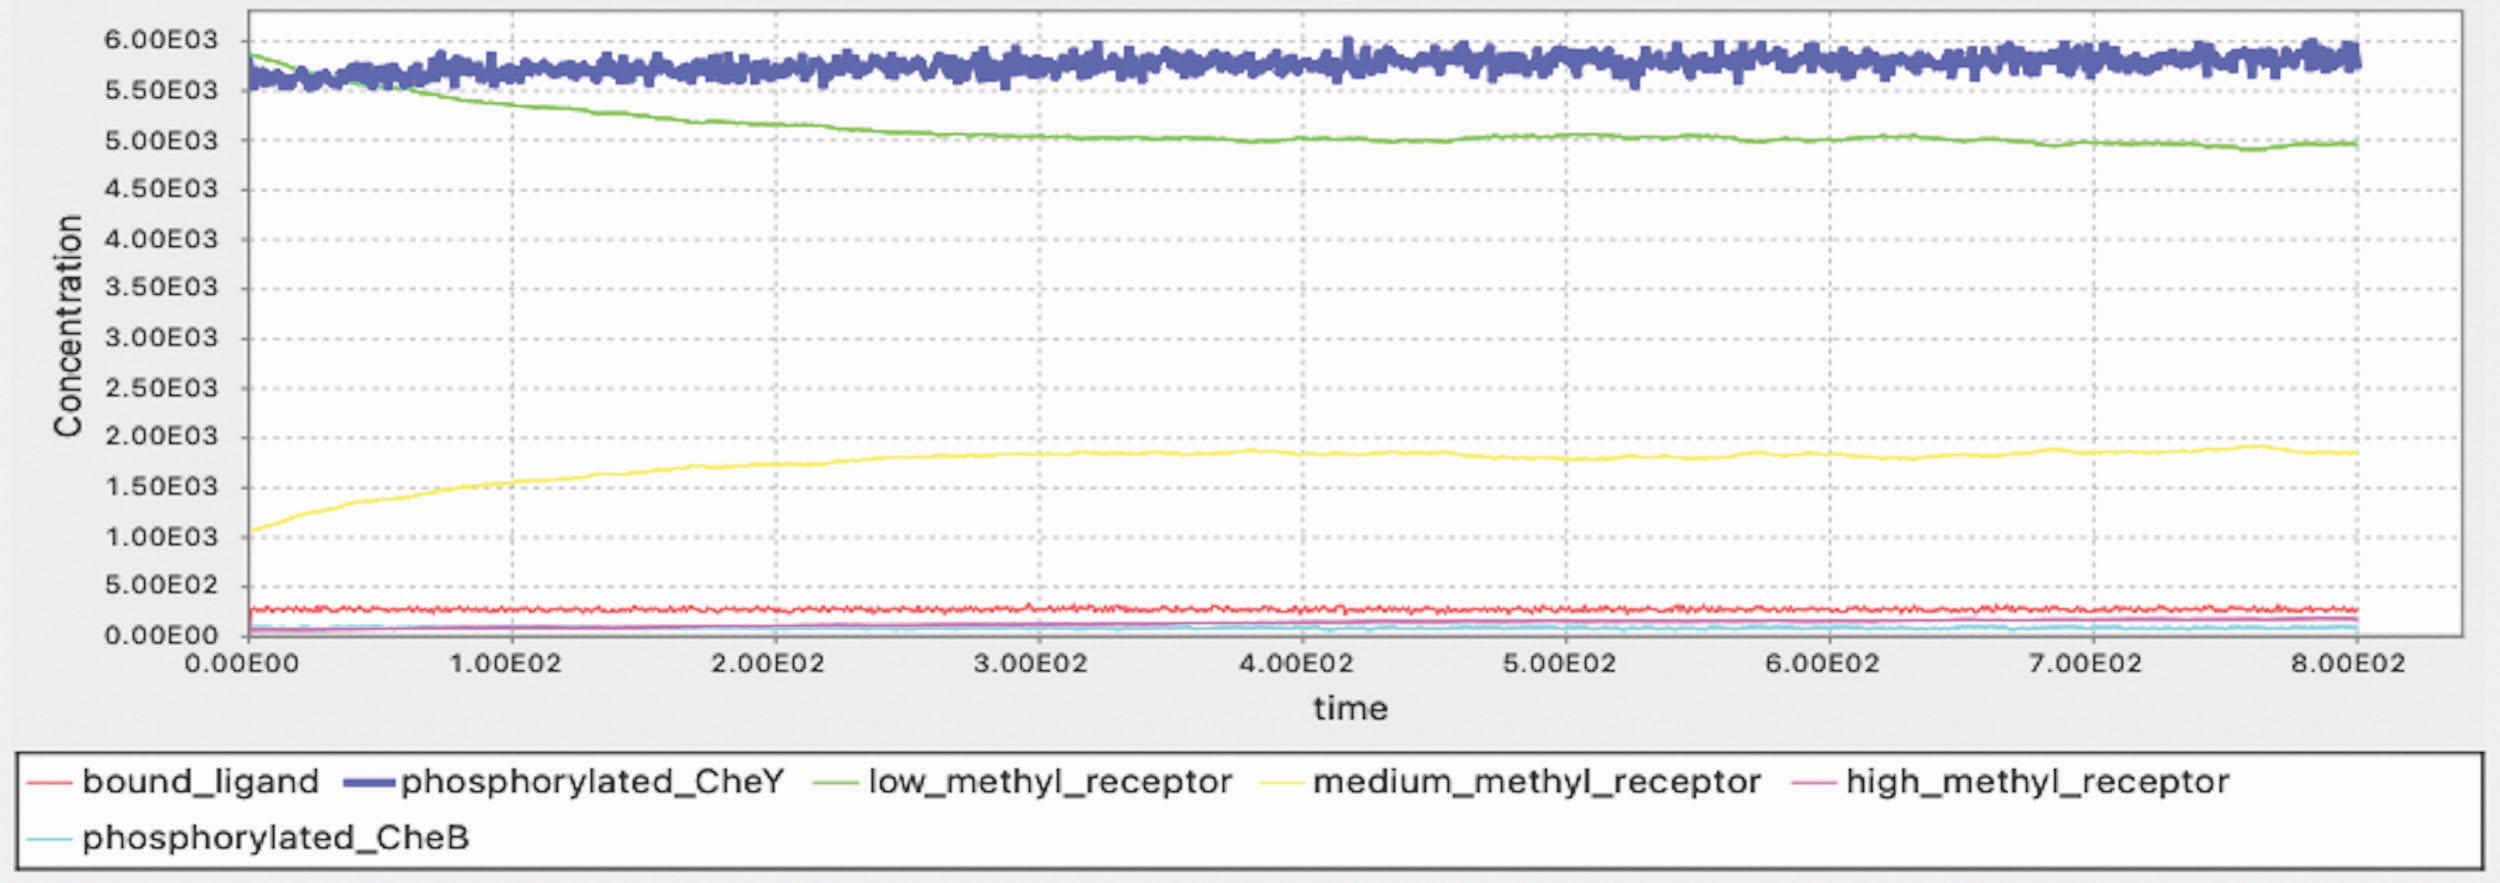 6.00E03
5.50E03
5.00E03
4.50E03
4.00E03
3.50E03
3.00E03
2.50E03
2.00E03
1.50E03
1.00E03
5.00E02
0.00E00
Concentration
0.00E00 1.00E02 2.00E02 3.00E02 4.00E02 5.00E02 6.00E02 7.00E02 8.00E02
time
bound_ligand phosphorylated_CheY low_methyl_receptor medium_methyl_receptor high_methyl_receptor
phosphorylated_CheB